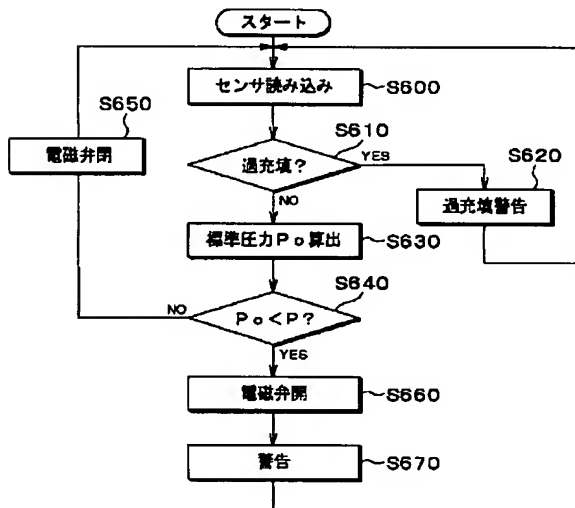 スタート
センサ読み込み
S600
S650
電磁弁閉
S610
過充填?
YES
S620
過充填警告
NO
標準圧力Po算出
S630
S640
NO
Po<P?
YES
電磁弁開
S660
警告
S670